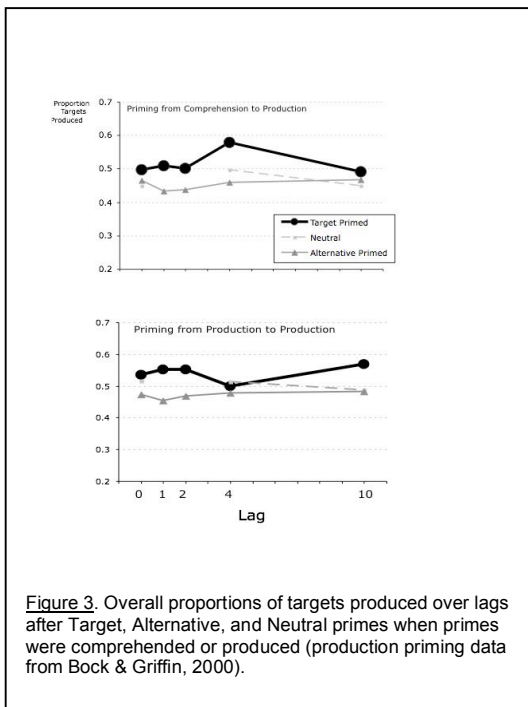 Proportion
Targets
Produced
Priming from Comprehension to Production
0.7
0.6
0.5
0.4
0.3
0.2
Target Primed
Neutral
Alternative Primed
Priming from Production to Production
0.7
0.6
0.5
0.4
0.3
0.2
0 1 2 4 10
Lag
Figure 3. Overall proportions of targets produced over lags
after Target, Alternative, and Neutral primes when primes
were comprehended or produced (production priming data
from Bock & Griffin, 2000).